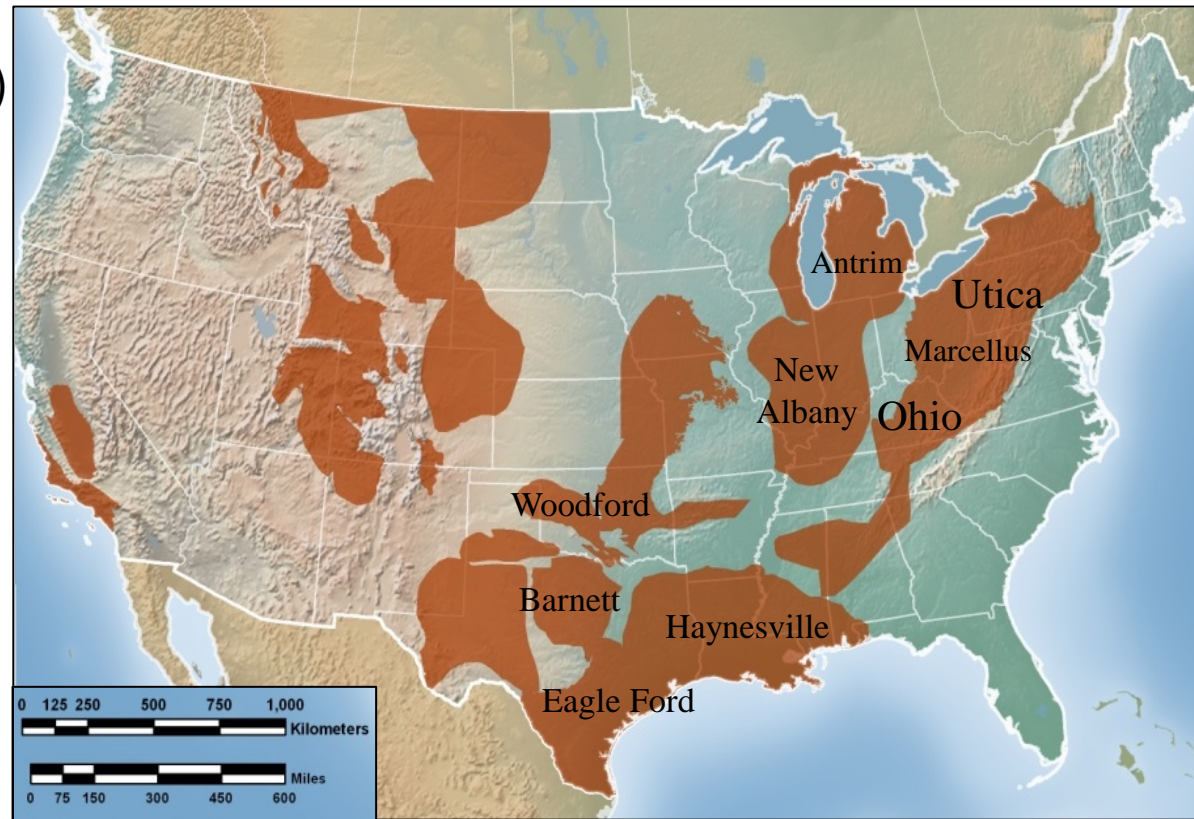 )
Antrim
Utica
Marcellus
New
Albany
Ohio
Woodford
Barnett
Haynesville
Eagle Ford
0 125 250 500 750 1,000
Kilometers
Miles
0 75 150 300 450 600